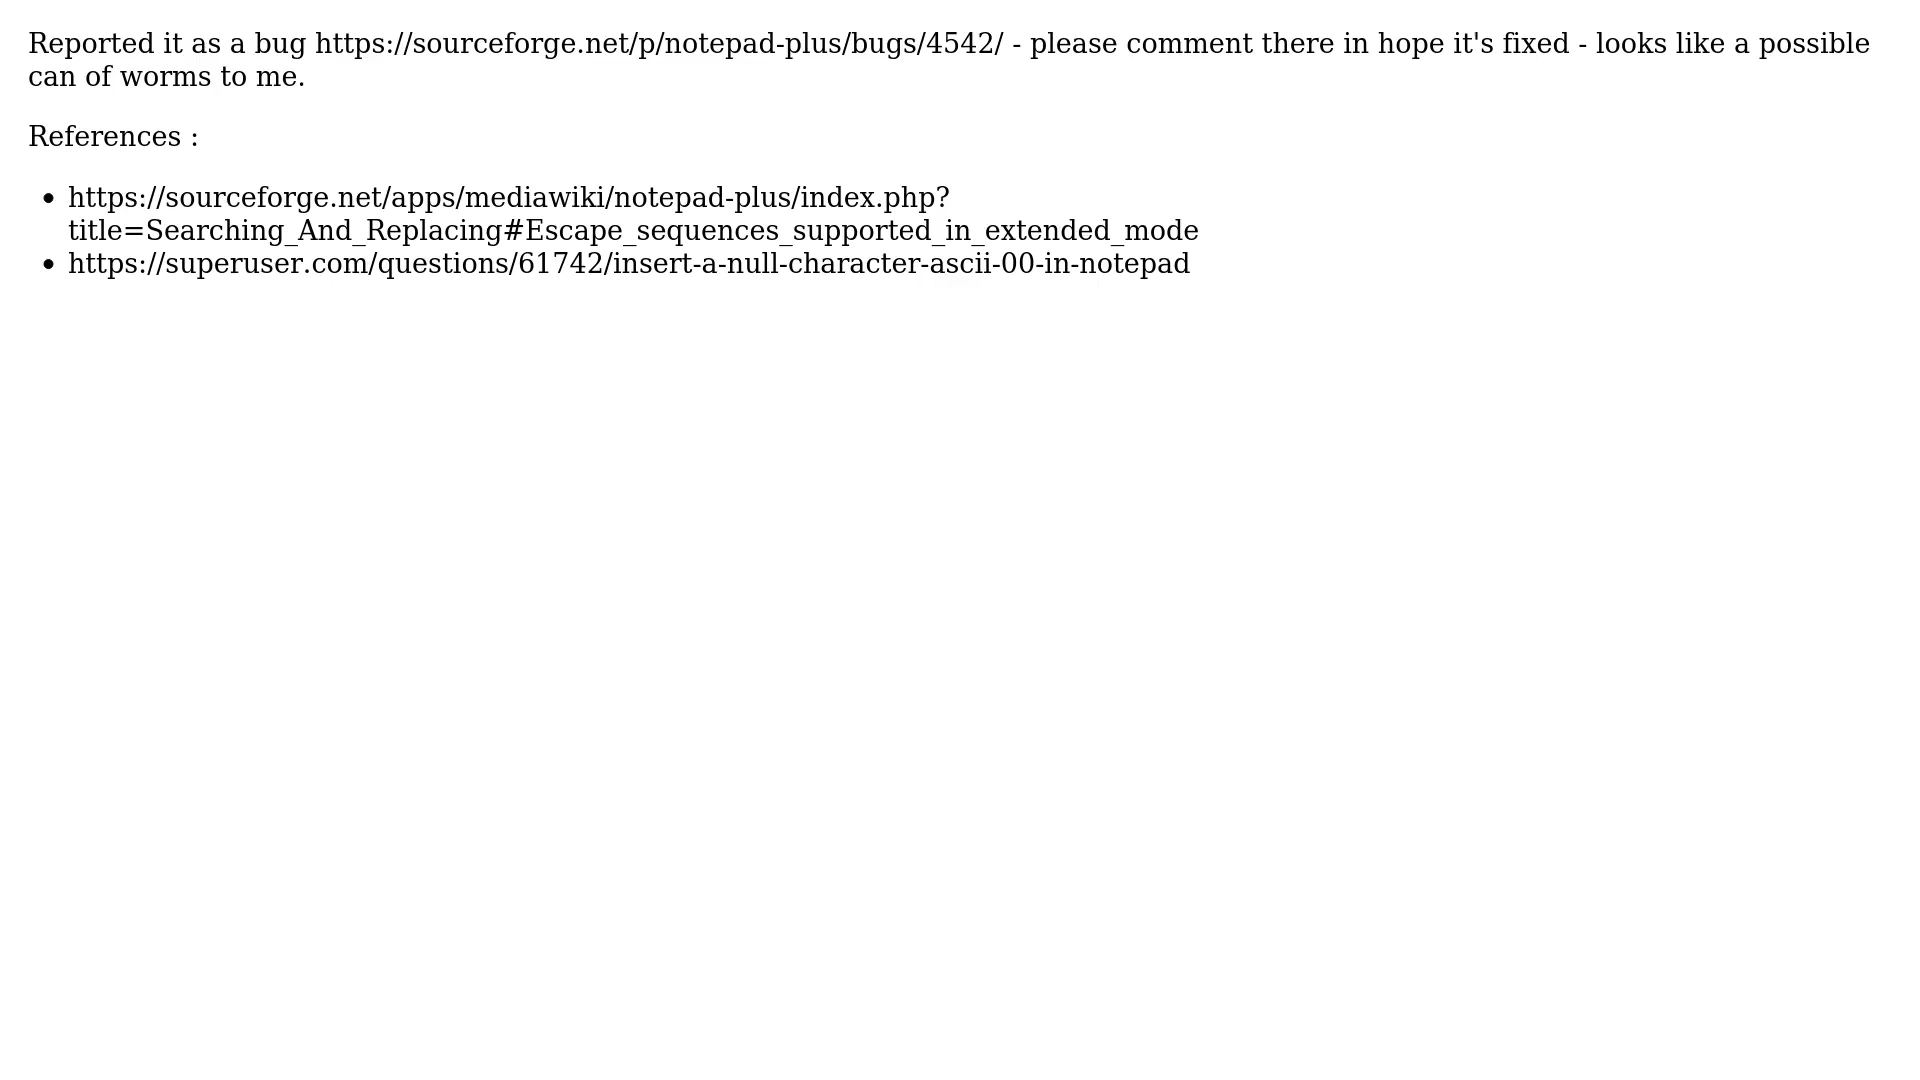 Reported it as a bug https://sourceforge.net/p/notepad-plus/bugs/4542/ - please comment there in hope it's fixed - looks like a possible
can of worms to me.
References :
• https://sourceforge.net/apps/mediawiki/notepad-plus/index.php?
title=Searching_And_Replacing#Escape_sequences_supported_in_extended_mode
• https://superuser.com/questions/61742/insert-a-null-character-ascii-00-in-notepad